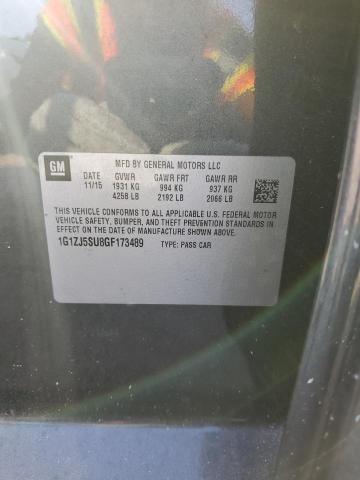 GM
MFD BY GENERAL MOTORS LLC
DATE GVWR GAWR FRT GAWR RR
11/15 1931 KG 994 KG 937 KG
4258 LB 2192 LB 2066 LB
THIS VEHICLE CONFORMS TO ALL APPLICABLE U.S. FEDERAL MOTOR
VEHICLE SAFETY, BUMPER, AND THEFT PREVENTION STANDARDS IN
EFFECT ON THE DATE OF MANUFACTURE SHOWN ABOVE.
1G1ZJ5SU8GF173489 TYPE: PASS CAR